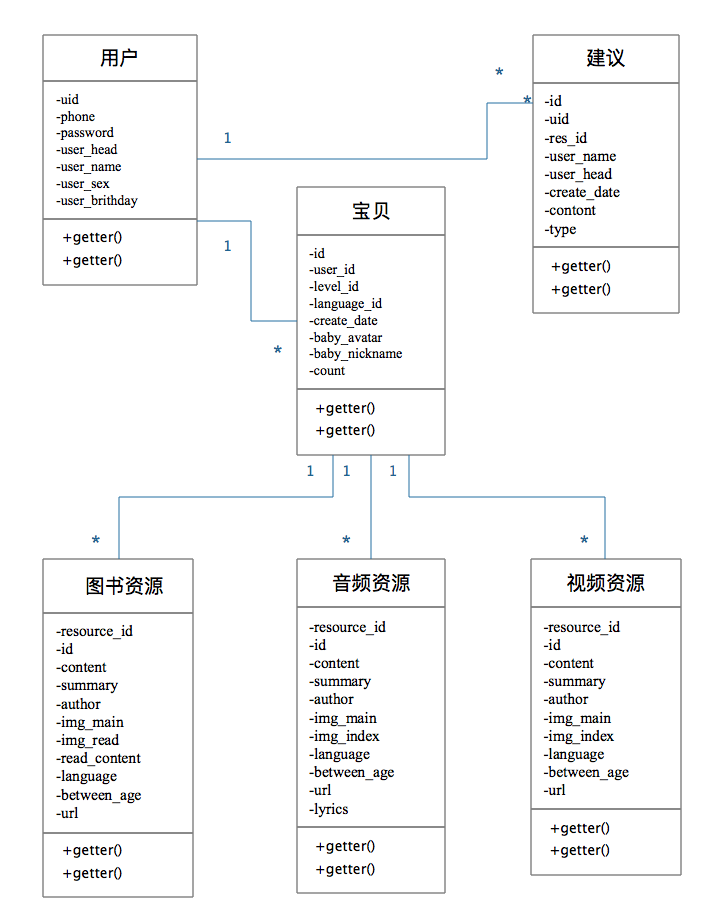 用户
-uid
-phone
-password
-user_head
-user_name
-user_sex
-user_brithday
+getter()
+getter()
1
1
*
*
建议
-id
-uid
-res_id
-user_name
-user_head
-create_date
-contont
-type
+getter()
+getter()
*
宝贝
-id
-user_id
-level_id
-language_id
-create_date
-baby_avatar
-baby_nickname
-count
+getter()
+getter()
1
1
1
*
*
*
图书资源
-resource_id
-id
-content
-summary
-author
-img_main
-img_read
-read_content
-language
-between_age
-url
+getter()
+getter()
音频资源
-resource_id
-id
-content
-summary
-author
-img_main
-img_index
-language
-between_age
-url
-lyrics
+getter()
+getter()
视频资源
-resource_id
-id
-content
-summary
-author
-img_main
-img_index
-language
-between_age
-url
+getter()
+getter()